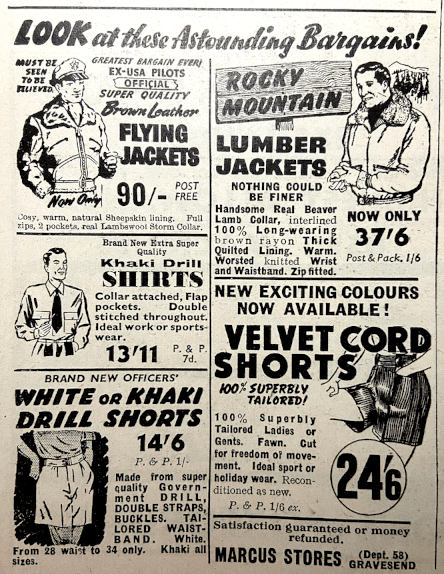 LOOK at these Astounding Bargains!
MUST BE
SEEN
TO BE
BELIEVED.
GREATEST BARGAIN EVER!
EX-USA PILOTS
OFFICIAL
SUPER QUALITY
Brown Leather
FLYING
JACKETS
Now Only
90/-
POST
FREE
Cosy, warm, natural Sheepskin lining. Full
zips, 2 pockets, real Lambswool Storm Collar.
Brand New Extra Super
Quality
Khaki Drill
SHIRTS
Collar attached, Flap
pockets. Double
stitched throughout.
Ideal work or sports-
wear.
13'11
P. & P.
7d.
BRAND NEW OFFICERS'
WHITE OR KHAKI
DRILL SHORTS
14'6
P. & P. 1/-
Made from super
quality Govern-
ment DRILL,
DOUBLE STRAPS,
BUCKLES. TAI-
LORED WAIST-
BAND. White.
From 28 waist to 34 only. Khaki all
sizes.
ROCKY
MOUNTAIN
LUMBER
JACKETS
NOTHING COULD
BE FINER
Handsome Real Beaver
Lamb Collar, interlined
100% Long-wearing
brown rayon Thick
Quilted Lining. Warm.
Worsted knitted Wrist
and Waistband. Zip fitted.
NOW ONLY
37'6
Post & Pack. 1/6
NEW EXCITING COLOURS
NOW AVAILABLE!
VELVET CORD
SHORTS
100% SUPERBLY
TAILORED!
100% Superbly
Tailored Ladies or
Gents. Fawn. Cut
for freedom of move-
ment. Ideal sport or
holiday wear. Recon-
ditioned as new.
P. & P. 1/6 ex.
24'6
Satisfaction guaranteed or money
refunded.
MARCUS STORES (Dept. 58)
GRAVESEND